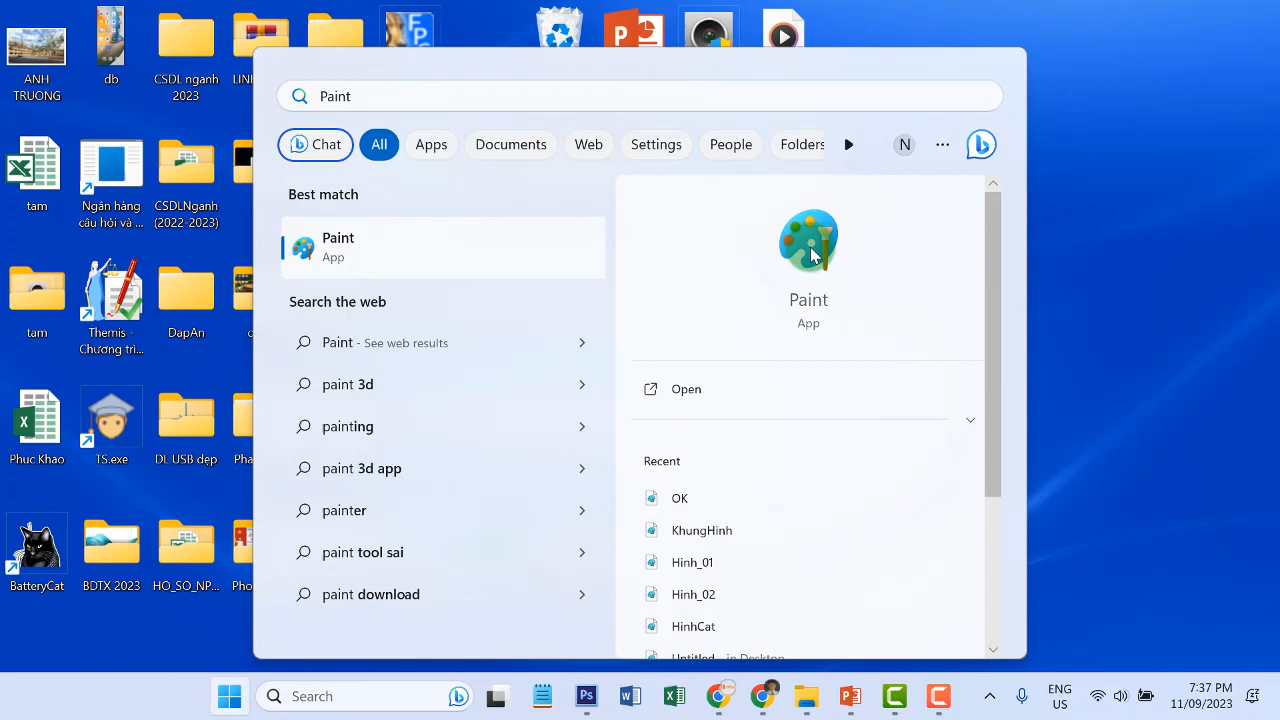 ANH
TRUONG
db
CSDL nganh
2023
tam
Ngân hàng
câu hỏi và ...
CSDLNganh
(2022-2023)
tam
Themis -
Chương trì...
DapAn
Phuc Khao
TS.exe
DL USB dẹp
BatteryCat
BDTX 2023
HO_SO_NP...
Paint
Chat
All
Apps
Documents
Web
Settings
People
Folders
N
Best match
Paint
App
Search the web
Paint - See web results
paint 3d
painting
paint 3d app
painter
paint tool sai
paint download
Paint
App
Open
Recent
OK
KhungHinh
Hinh_01
Hinh_02
HinhCat
Untitled - in Desktop
Search
ENG
US
7:37 PM
11/09/2023